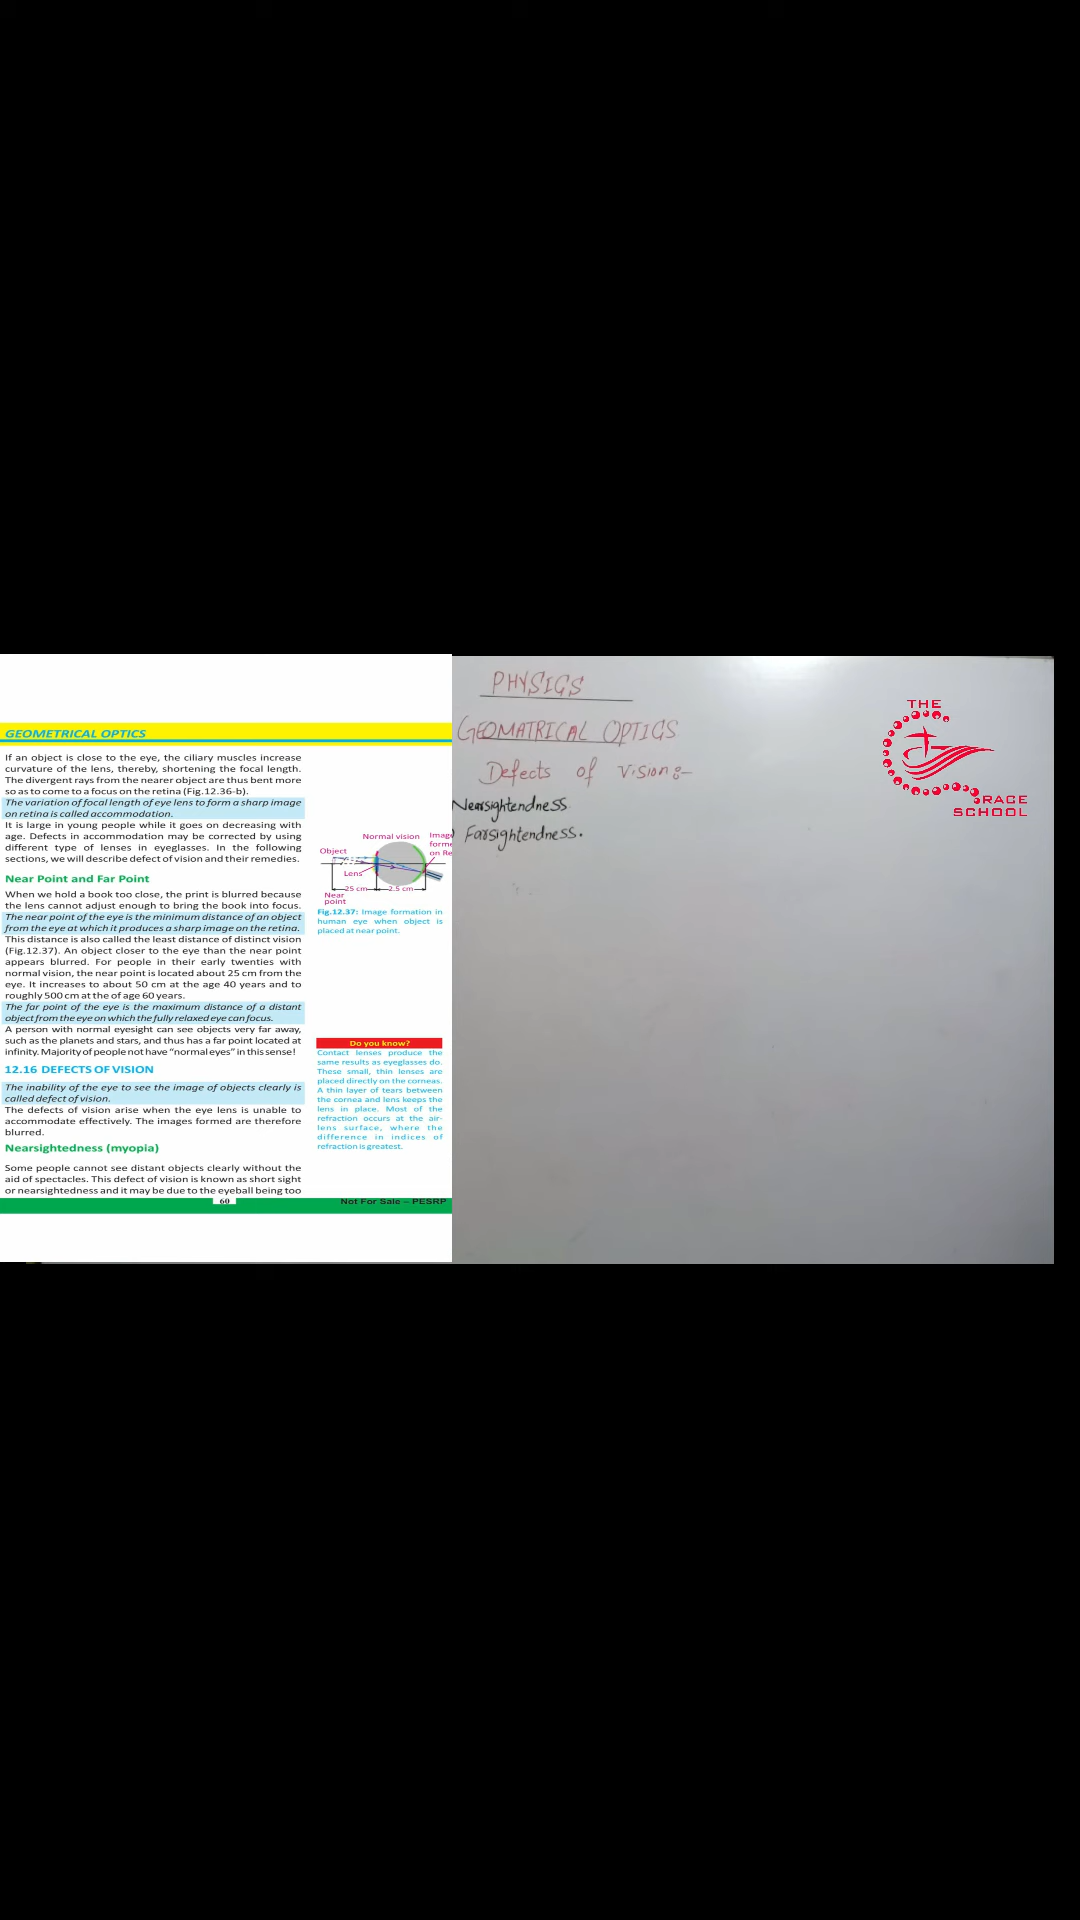 GEOMETRICAL OPTICS
If an object is close to the eye, the ciliary muscles increase
curvature of the lens, thereby, shortening the focal length.
The divergent rays from the nearer object are thus bent more
so as to come to a focus on the retina (Fig.12.36-b).
The variation of focal length of eye lens to form a sharp image
on retina is called accommodation.
It is large in young people while it goes on decreasing with
age. Defects in accommodation may be corrected by using
different type of lenses in eyeglasses. In the following
sections, we will describe defect of vision and their remedies.
Near Point and Far Point
When we hold a book too close, the print is blurred because
the lens cannot adjust enough to bring the book into focus.
The near point of the eye is the minimum distance of an object
from the eye at which it produces a sharp image on the retina.
This distance is also called the least distance of distinct vision
(Fig.12.37). An object closer to the eye than the near point
appears blurred. For people in their early twenties with
normal vision, the near point is located about 25 cm from the
eye. It increases to about 50 cm at the age 40 years and to
roughly 500 cm at the of age 60 years.
The far point of the eye is the maximum distance of a distant
object from the eye on which the fully relaxed eye can focus.
A person with normal eyesight can see objects very far away,
such as the planets and stars, and thus has a far point located at
infinity. Majority of people not have “normal eyes” in this sense!
12.16 DEFECTS OF VISION
The inability of the eye to see the image of objects clearly is
called defect of vision.
The defects of vision arise when the eye lens is unable to
accommodate effectively. The images formed are therefore
blurred.
Nearsightedness (myopia)
Some people cannot see distant objects clearly without the
aid of spectacles. This defect of vision is known as short sight
or nearsightedness and it may be due to the eyeball being too
Normal vision
Image
forme
on Re
Object
Lens
25 cm
2.5 cm
Near
point
Fig.12.37: Image formation in
human eye when object is
placed at near point.
Do you know?
Contact lenses produce the
same results as eyeglasses do.
These small, thin lenses are
placed directly on the corneas.
A thin layer of tears between
the cornea and lens keeps the
lens in place. Most of the
refraction occurs at the air-
lens surface, where the
difference in indices of
refraction is greatest.
60
Not For Sale – PESRP
PHYSICS
GEOMATRICAL OPTICS
Defects of Vision:-
Nearsightendness
) Farsightendness.
THE
GRACE
SCHOOL